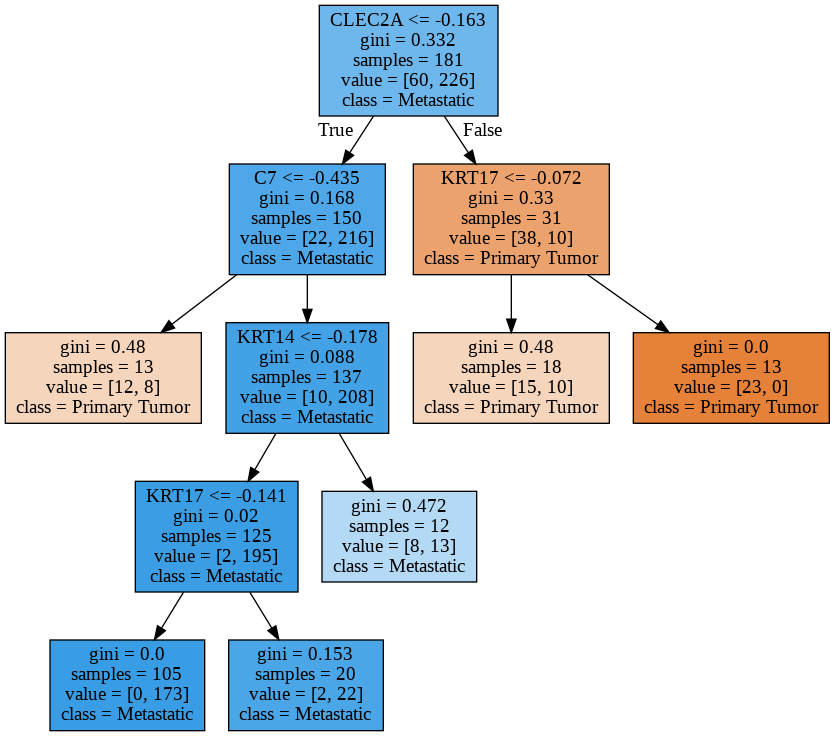 CLEC2A <= -0.163
gini = 0.332
samples = 181
value = [60, 226]
class = Metastatic
True
False
C7 <= -0.435
gini = 0.168
samples = 150
value = [22, 216]
class = Metastatic
KRT17 <= -0.072
gini = 0.33
samples = 31
value = [38, 10]
class = Primary Tumor
gini = 0.48
samples = 13
value = [12, 8]
class = Primary Tumor
KRT14 <= -0.178
gini = 0.088
samples = 137
value = [10, 208]
class = Metastatic
gini = 0.48
samples = 18
value = [15, 10]
class = Primary Tumor
gini = 0.0
samples = 13
value = [23, 0]
class = Primary Tumor
KRT17 <= -0.141
gini = 0.02
samples = 125
value = [2, 195]
class = Metastatic
gini = 0.472
samples = 12
value = [8, 13]
class = Metastatic
gini = 0.0
samples = 105
value = [0, 173]
class = Metastatic
gini = 0.153
samples = 20
value = [2, 22]
class = Metastatic